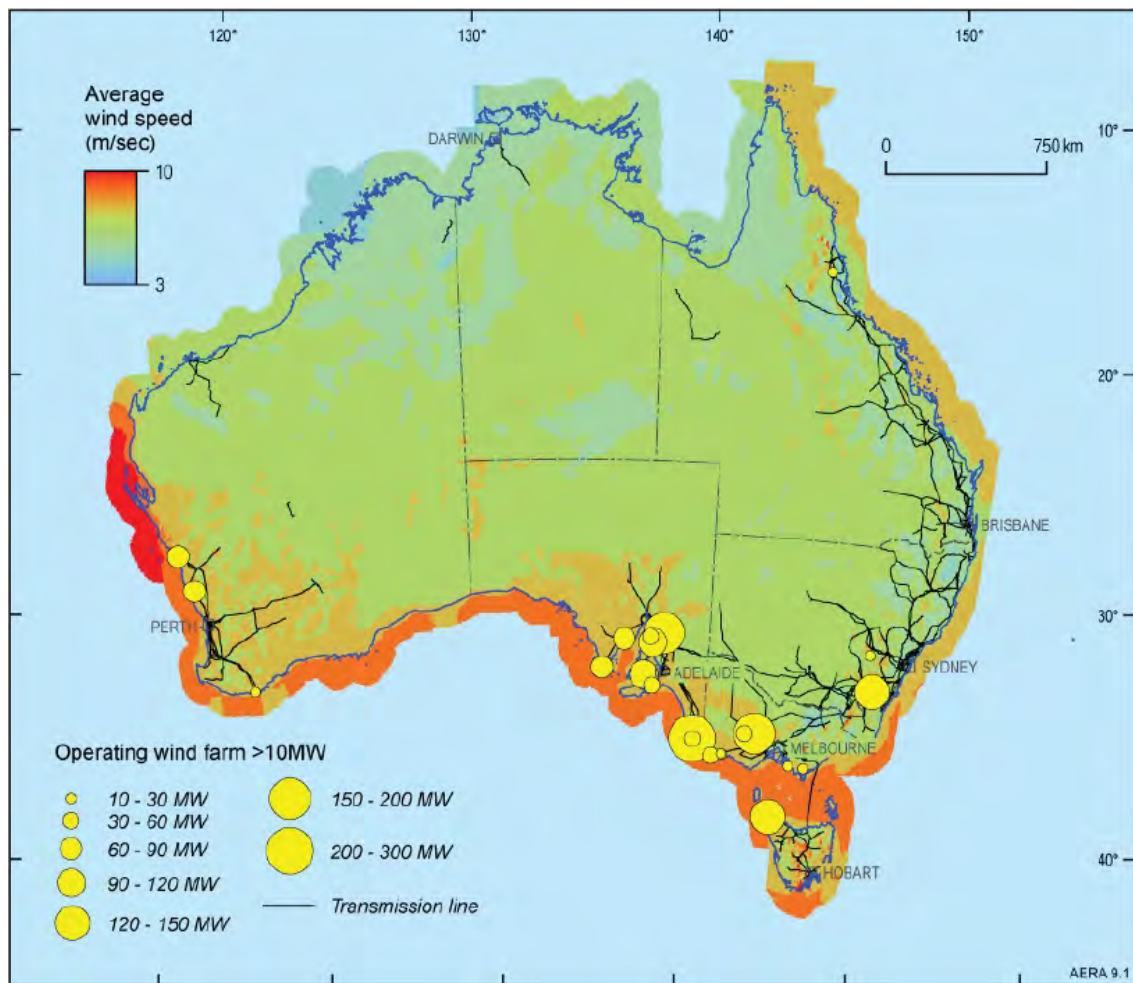 120°
130°
140°
150°
Average
wind speed
(m/sec)
10
3
DARWIN
10°
0
750 km
20°
BRISBANE
30°
PERTH
ADELAIDE
SYDNEY
MELBOURNE
HOBART
40°
Operating wind farm >10MW
10 - 30 MW
30 - 60 MW
60 - 90 MW
90 - 120 MW
120 - 150 MW
150 - 200 MW
200 - 300 MW
Transmission line
AERA 9.1